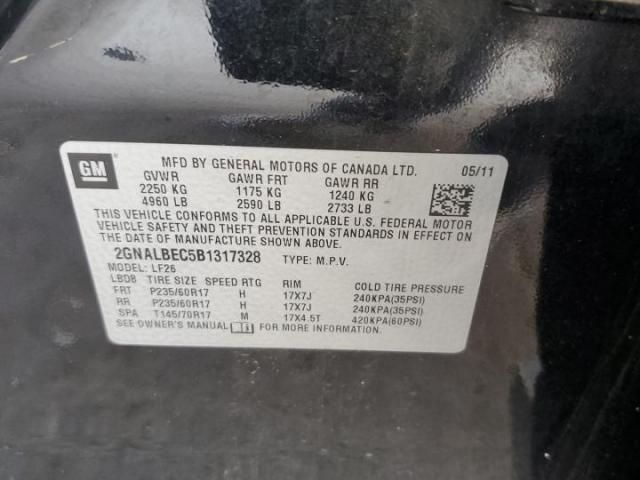 GM
MFD BY GENERAL MOTORS OF CANADA LTD. 05/11
GVWR GAWR FRT GAWR RR
2250 KG 1175 KG 1240 KG
4960 LB 2590 LB 2733 LB
THIS VEHICLE CONFORMS TO ALL APPLICABLE U.S. FEDERAL MOTOR
VEHICLE SAFETY AND THEFT PREVENTION STANDARDS IN EFFECT ON
THE DATE OF MANUFACTURE SHOWN ABOVE.
2GNALBEC5B1317328 TYPE: M.P.V.
MODEL: LF26
LBDB TIRE SIZE SPEED RTG RIM COLD TIRE PRESSURE
FRT P235/60R17 H 17X7J 240KPA(35PSI)
RR P235/60R17 H 17X7J 240KPA(35PSI)
SPA T145/70R17 M 17X4.5T 420KPA(60PSI)
SEE OWNER'S MANUAL FOR MORE INFORMATION.